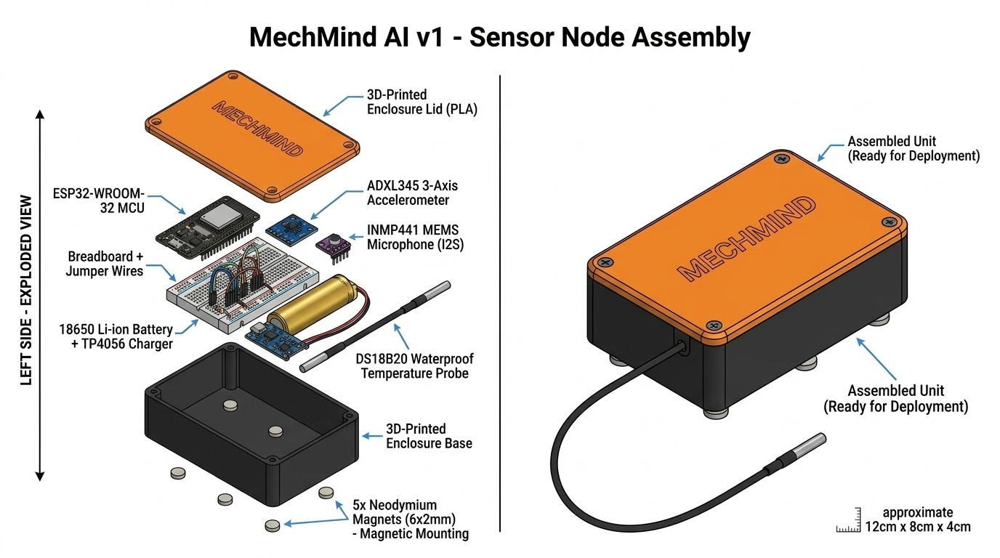 MechMind AI v1 - Sensor Node Assembly
LEFT SIDE - EXPLODED VIEW
MECHMIND
3D-Printed
Enclosure Lid (PLA)
ESP32-WROOM-
32 MCU
ADXL345 3-Axis
Accelerometer
INMP441 MEMS
Microphone (I2S)
Breadboard +
Jumper Wires
18650 Li-ion Battery
+ TP4056 Charger
DS18B20 Waterproof
Temperature Probe
3D-Printed
Enclosure Base
5x Neodymium
Magnets (6x2mm)
- Magnetic Mounting
Assembled Unit
(Ready for Deployment)
MECHMIND
Assembled Unit
(Ready for Deployment)
approximate
12cm x 8cm x 4cm